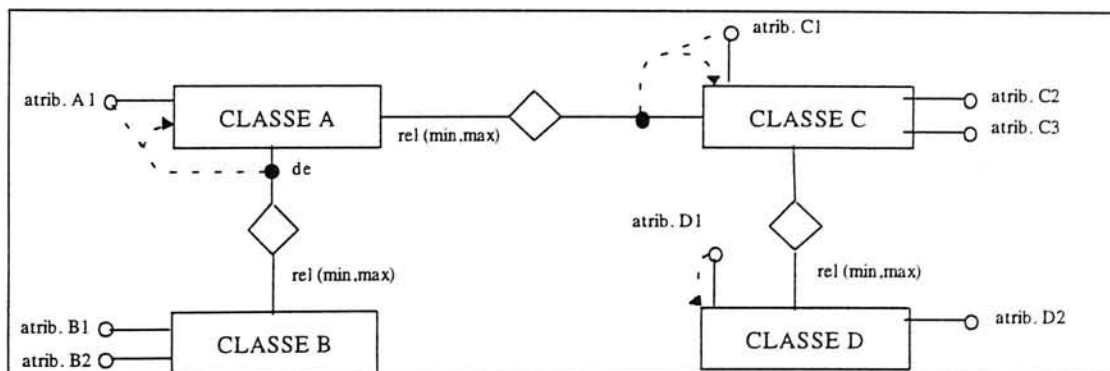 atrib. C1
atrib. A1
CLASSE A
rel (min,max)
CLASSE C
atrib. C2
atrib. C3
de
atrib. D1
rel (min,max)
rel (min,max)
atrib. B1
atrib. B2
CLASSE B
CLASSE D
atrib. D2